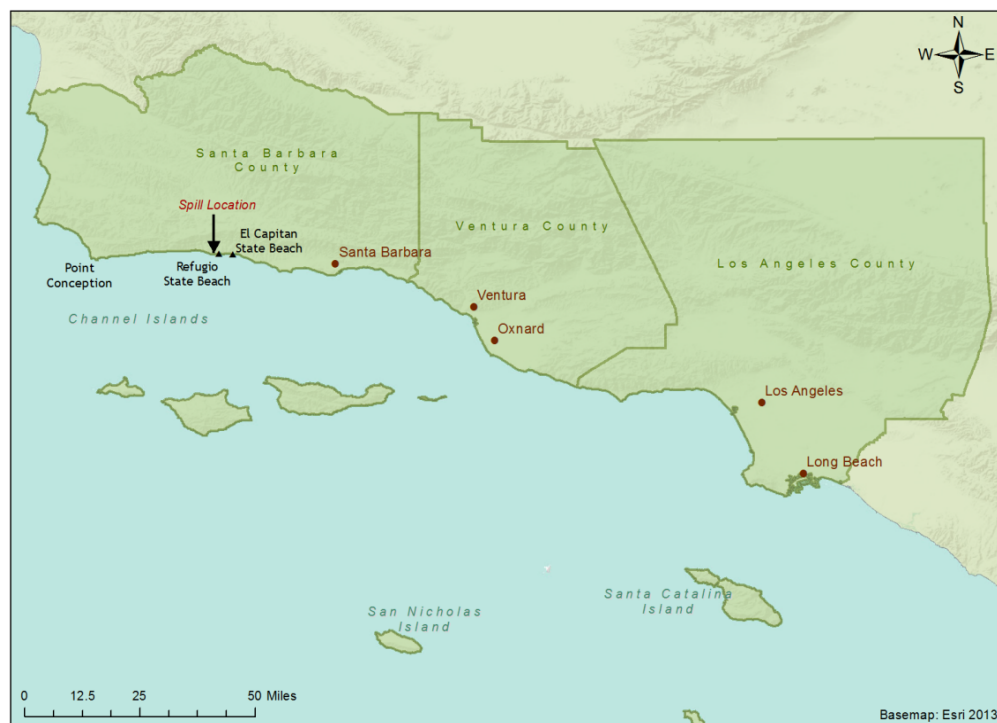 N
W E
S
Santa Barbara
County
Spill Location
El Capitan
State Beach
Ventura County
Santa Barbara
Los Angeles County
Point
Conception
Refugio
State Beach
Channel Islands
Ventura
Oxnard
Los Angeles
Long Beach
Santa Catalina
Island
San Nicholas
Island
0 12.5 25 50 Miles
Basemap: Esri 2013